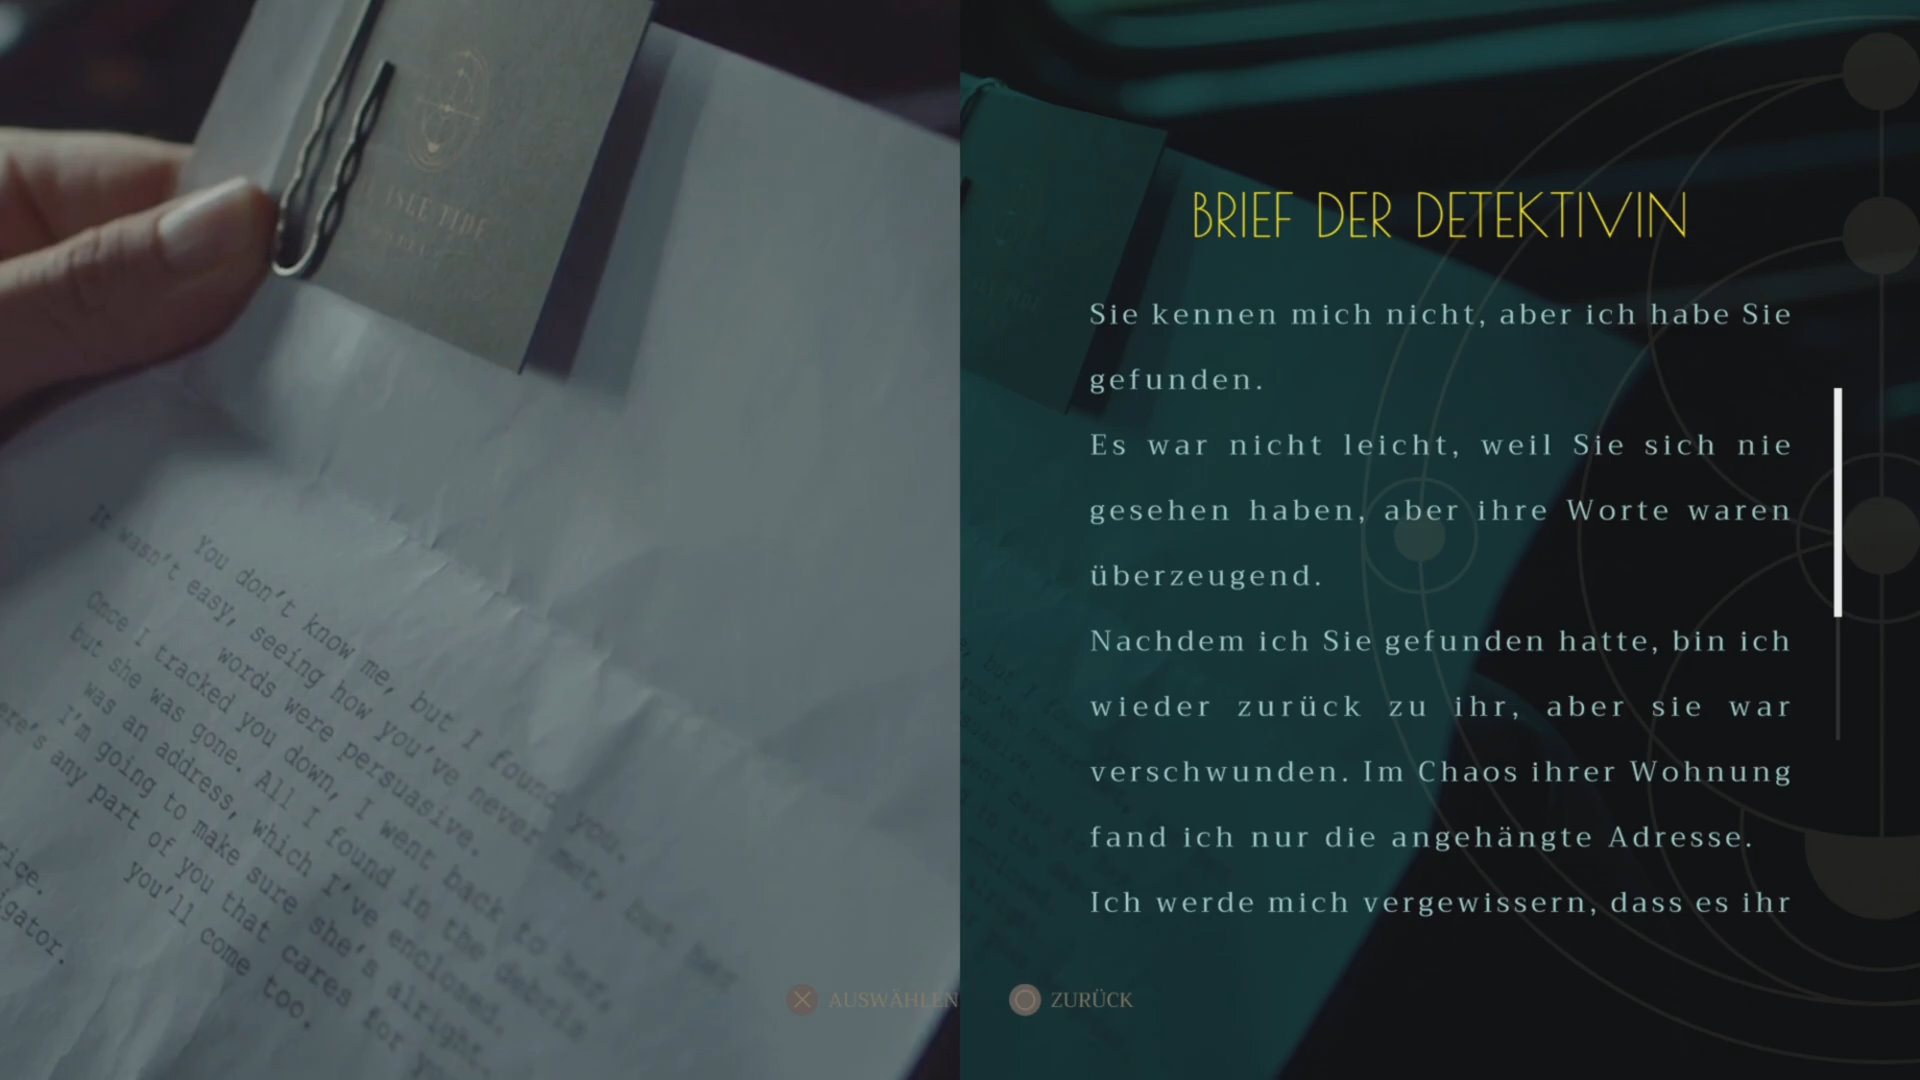 ISLE TIDE
You don't know me, but I found you.
It wasn't easy, seeing how you've never met, but her
words were persuasive.
Once I tracked you down, I went back to her,
but she was gone. All I found in the debris
was an address, which I've enclosed.
I'm going to make sure she's alright.
any part of you that cares for
you'll come too.
BRIEF DER DETEKTIVIN
Sie kennen mich nicht, aber ich habe Sie
gefunden.
Es war nicht leicht, weil Sie sich nie
gesehen haben, aber ihre Worte waren
überzeugend.
Nachdem ich Sie gefunden hatte, bin ich
wieder zurück zu ihr, aber sie war
verschwunden. Im Chaos ihrer Wohnung
fand ich nur die angehängte Adresse.
Ich werde mich vergewissern, dass es ihr
AUSWÄHLEN
ZURÜCK